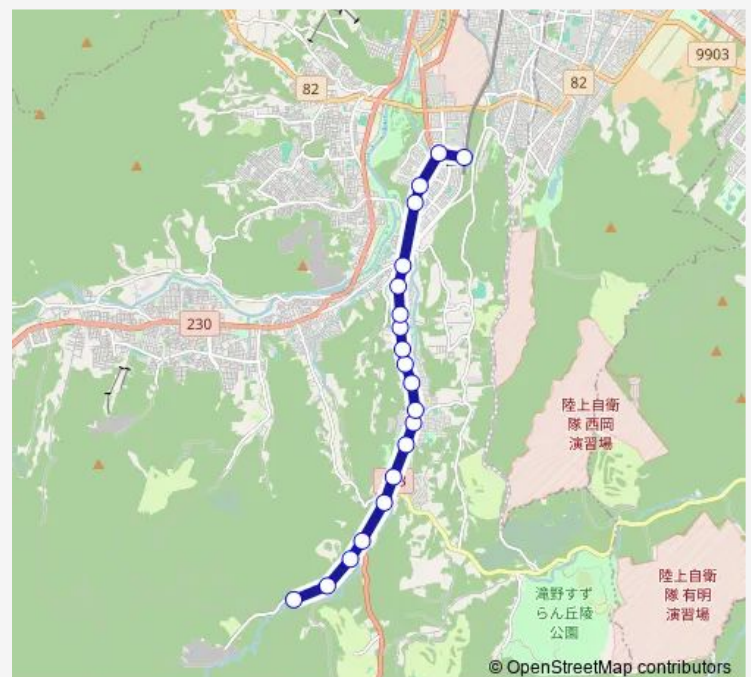 9903
82
82
230
陸上自衛
隊 西岡
演習場
陸上自衛
隊 有明
演習場
滝野すず
らん丘陵
公園
© OpenStreetMap contributors